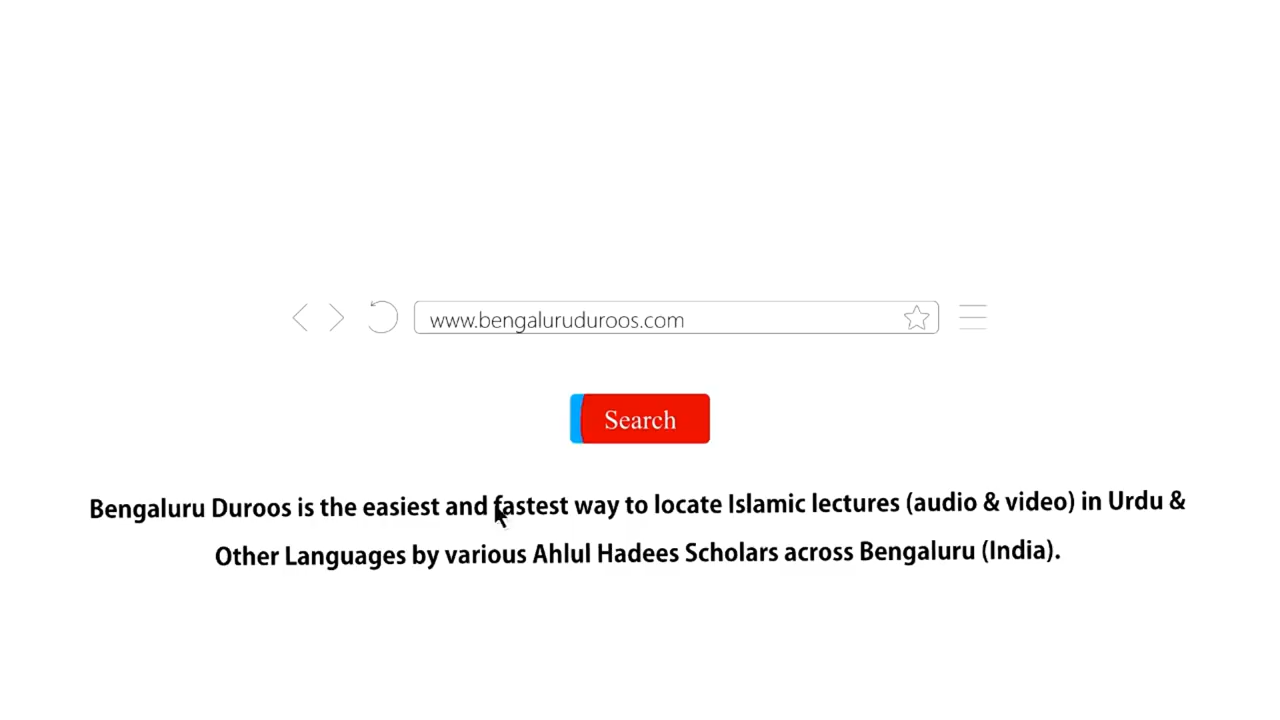 www.bengaluruduroos.com
Search
Bengaluru Duroos is the easiest and fastest way to locate Islamic lectures (audio & video) in Urdu &
Other Languages by various Ahlul Hadees Scholars across Bengaluru (India).